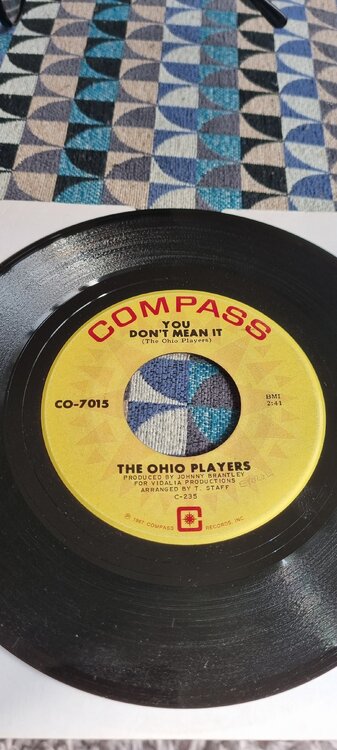 COMPASS
YOU
DON'T MEAN IT
(The Ohio Players)
CO-7015
BMI
2:41
THE OHIO PLAYERS
PRODUCED BY JOHNNY BRANTLEY
FOR VIDALIA PRODUCTIONS
ARRANGED BY T. STAFF
C-235
℗ 1967 COMPASS RECORDS, INC.